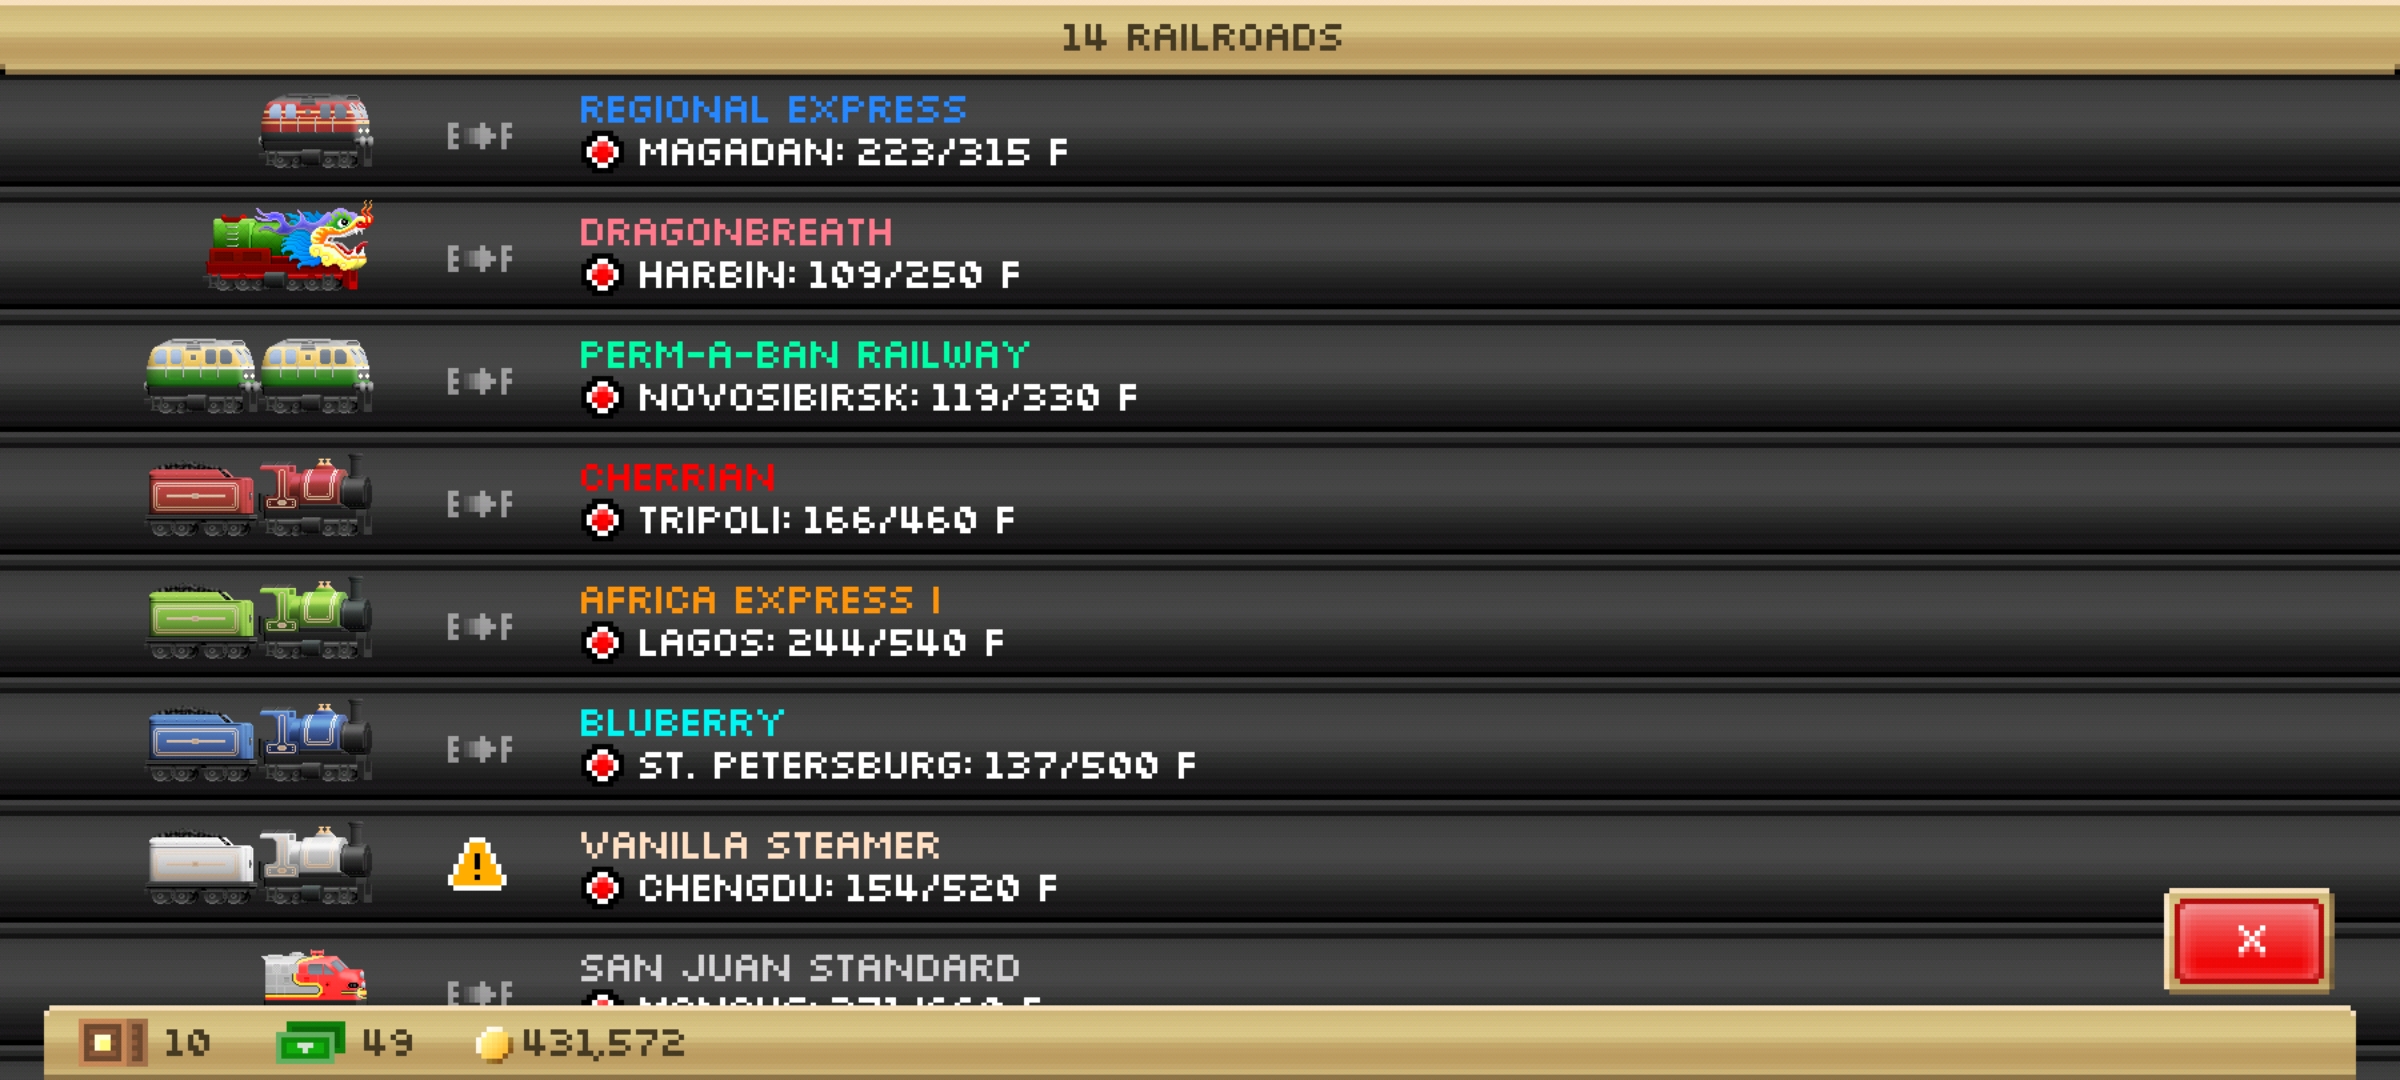 14 RAILROADS
E F
REGIONAL EXPRESS
MAGADAN: 223/315 F
E F
DRAGONBREATH
HARBIN: 109/250 F
E F
PERM-A-BAN RAILWAY
NOVOSIBIRSK: 119/330 F
E F
CHERRIAN
TRIPOLI: 166/460 F
E F
AFRICA EXPRESS I
LAGOS: 244/540 F
E F
BLUBERRY
ST. PETERSBURG: 137/500 F
!
VANILLA STEAMER
CHENGDU: 154/520 F
E F
SAN JUAN STANDARD
X
10 49 431,572